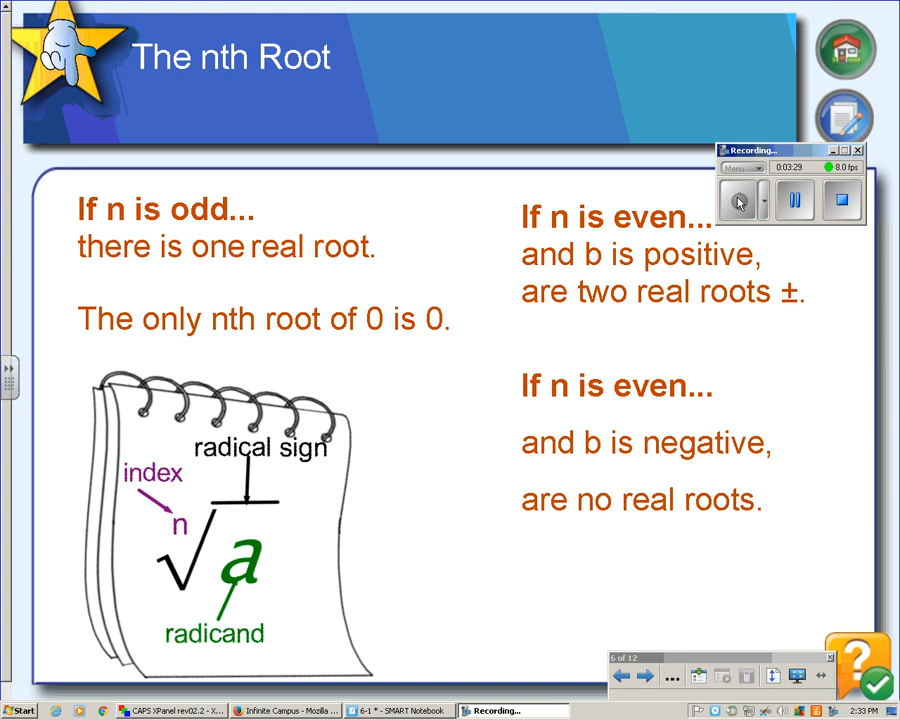 The nth Root
Recording...
Menu
0:03:29
8.0 fps
If n is odd...
there is one real root.
The only nth root of 0 is 0.
If n is even...
and b is positive,
are two real roots ±.
If n is even...
and b is negative,
are no real roots.
radical sign
index
n
√a
radicand
6 of 12
...
Start
CAPS XPanel rev02.2 - X...
Infinite Campus - Mozilla ...
6-1 * - SMART Notebook
Recording...
2:33 PM